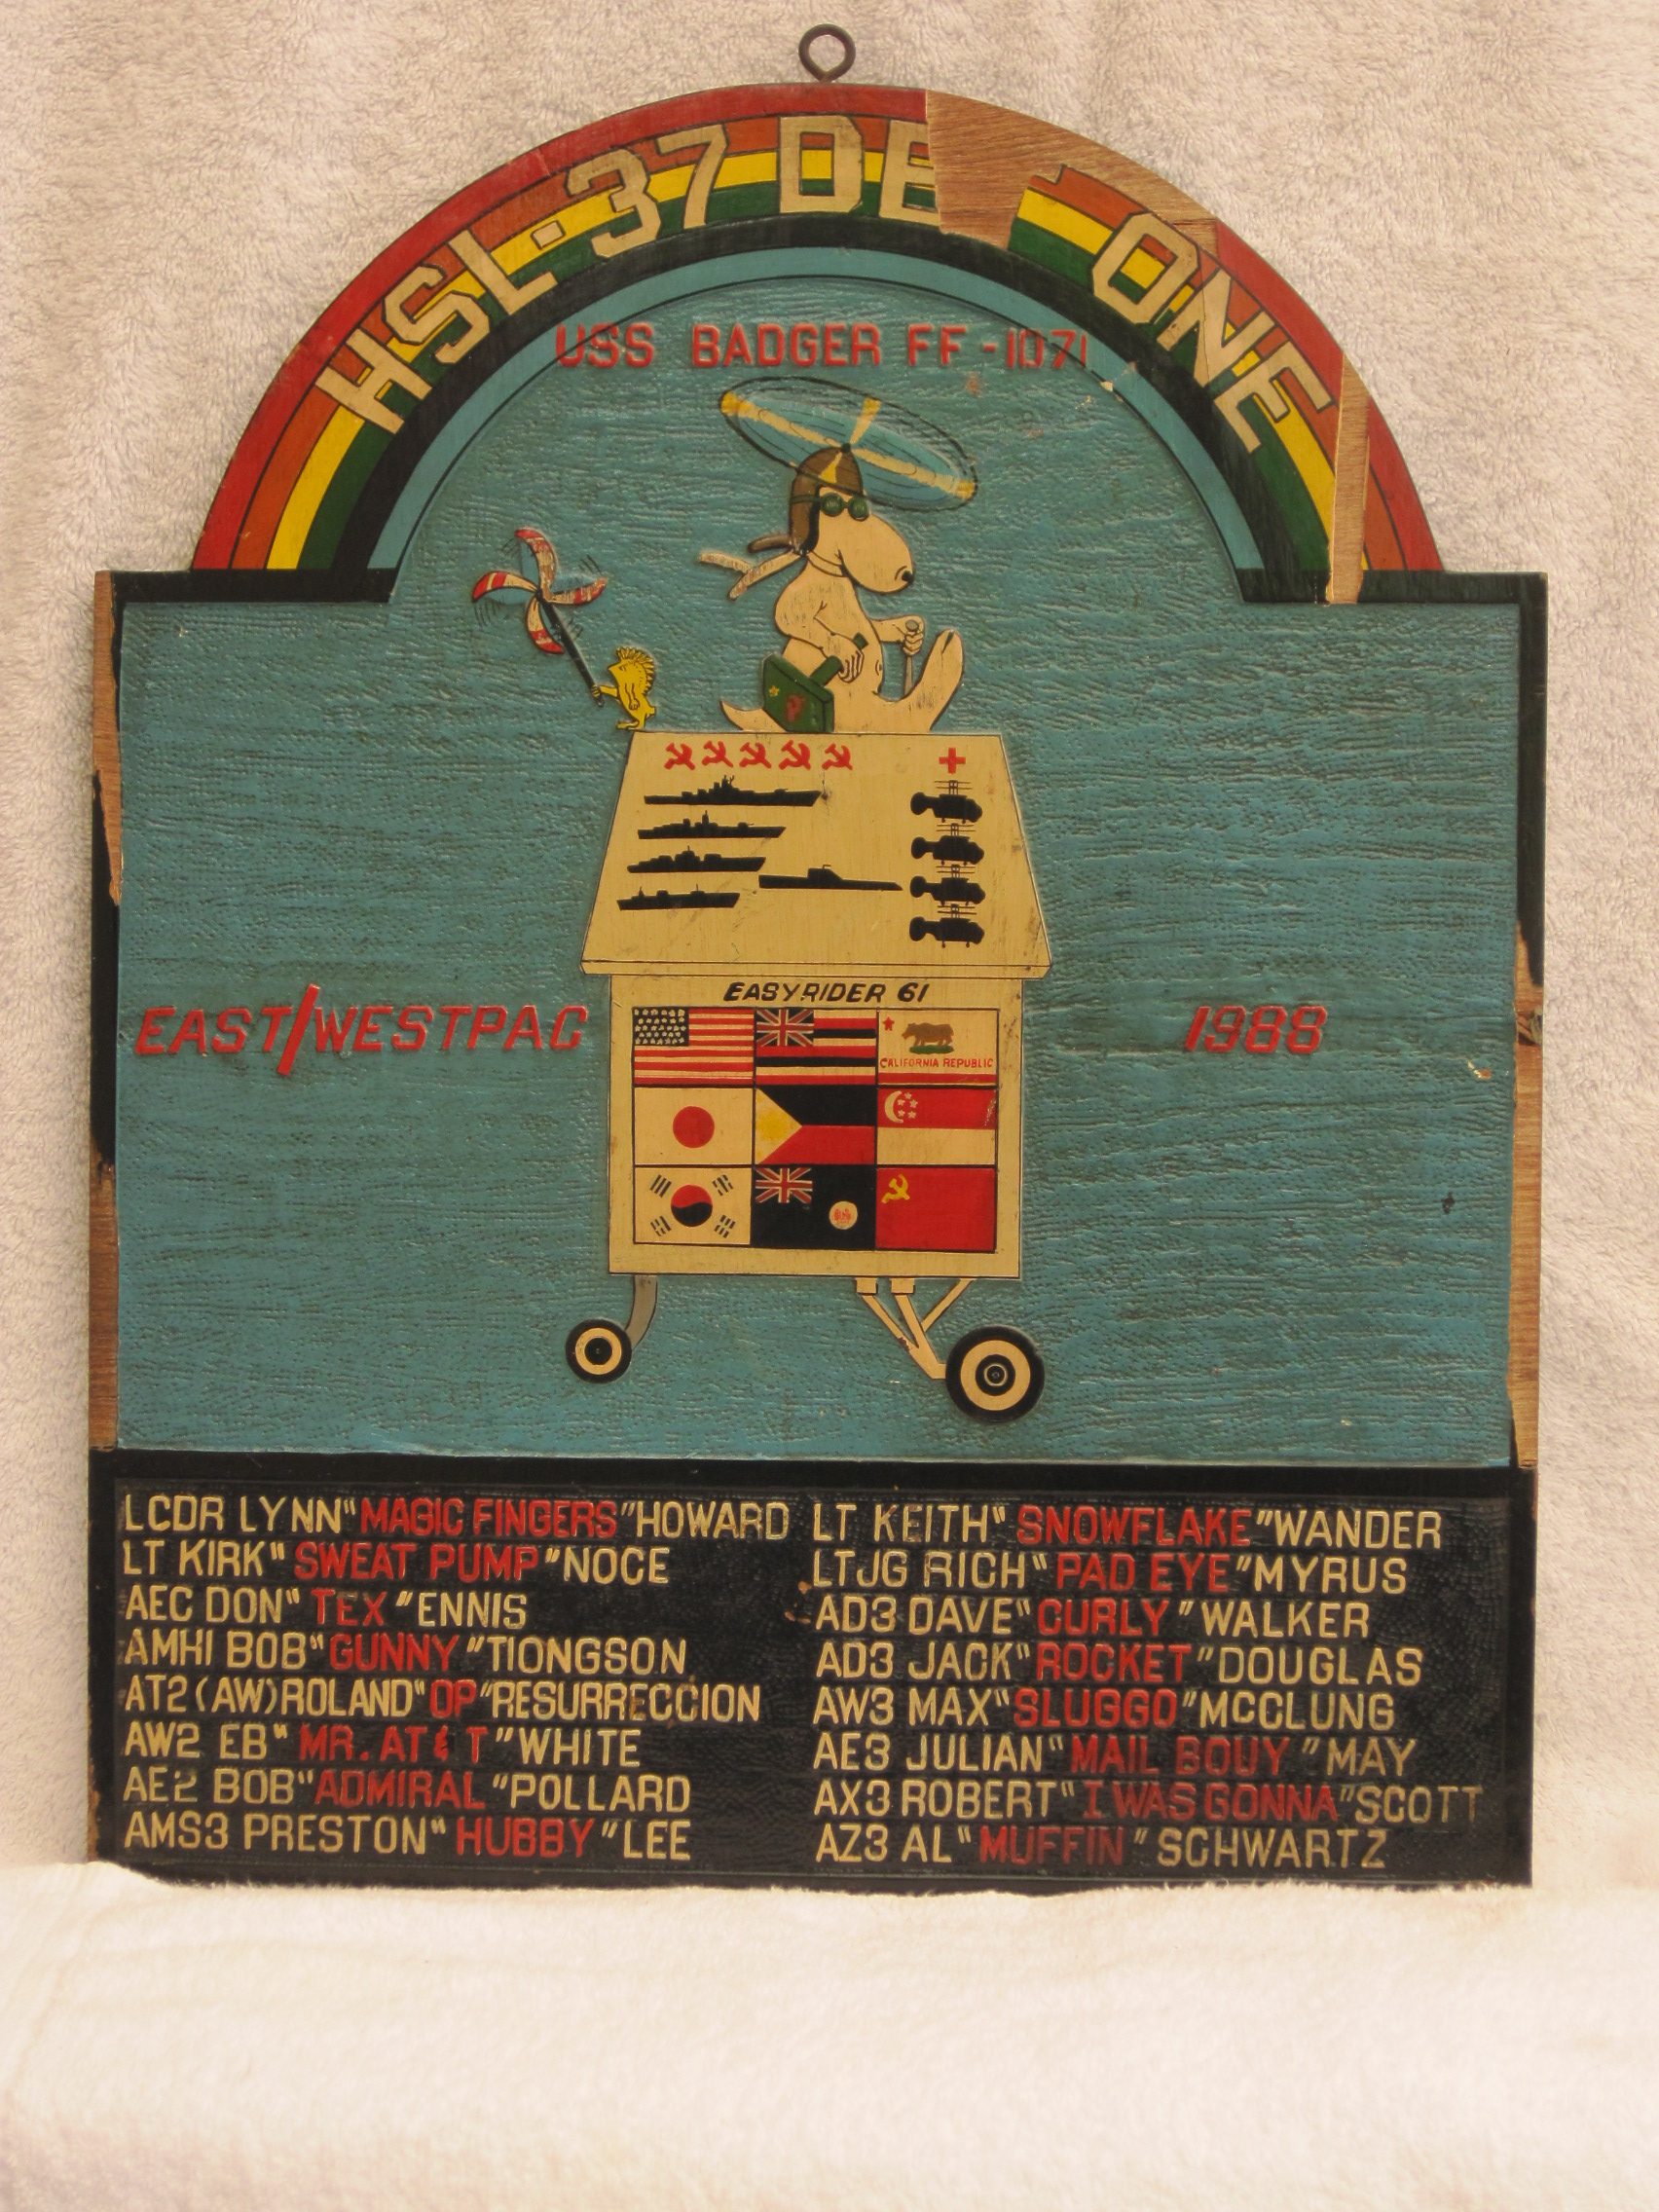 HSL-37 DE ONE
USS BADGER FF-1071
EASYRIDER 61
CALIFORNIA REPUBLIC
EAST/WESTPAC
1988
LCDR LYNN "MAGIC FINGERS" HOWARD
LT KIRK "SWEAT PUMP" NOCE
AEC DON "TEX" ENNIS
AMH1 BOB "GUNNY" TIONGSON
AT2 (AW) ROLAND "OP" RESURRECCION
AW2 EB "MR. AT & T" WHITE
AE2 BOB "ADMIRAL" POLLARD
AMS3 PRESTON "HUBBY" LEE
LT KEITH "SNOWFLAKE" WANDER
LTJG RICH "PAD EYE" MYRUS
AD3 DAVE "CURLY" WALKER
AD3 JACK "ROCKET" DOUGLAS
AW3 MAX "SLUGGO" MCCLUNG
AE3 JULIAN "MAIL BOUY" MAY
AX3 ROBERT "I WAS GONNA" SCOTT
AZ3 AL "MUFFIN" SCHWARTZ